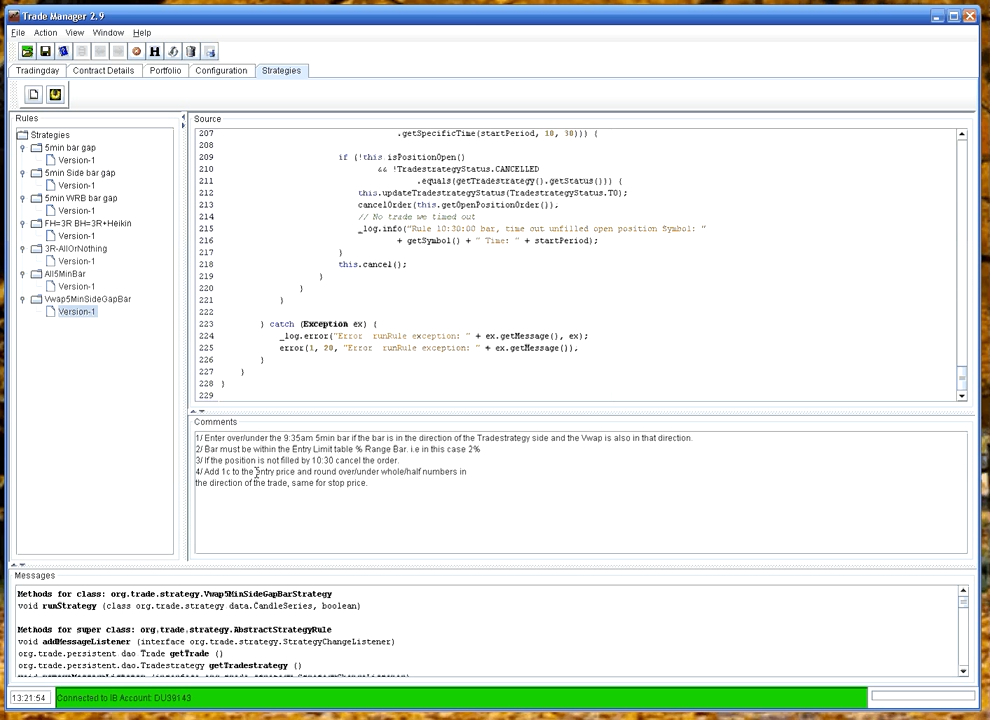 Trade Manager 2.9
File Action View Window Help
Tradingday Contract Details Portfolio Configuration Strategies
Rules
Strategies
5min bar gap
Version-1
5min Side bar gap
Version-1
5min WRB bar gap
Version-1
FH=3R BH=3R+Heikin
Version-1
3R-AllOrNothing
Version-1
All5MinBar
Version-1
Vwap5MinSideGapBar
Version-1
Source
207 .getSpecificTime(startPeriod, 10, 30))) {
208
209 if (!this.isPositionOpen()
210 && !TradestrategyStatus.CANCELLED
211 .equals(getTradestrategy().getStatus())) {
212 this.updateTradestrategyStatus(TradestrategyStatus.TO);
213 cancelOrder(this.getOpenPositionOrder());
214 // No trade we timed out
215 _log.info("Rule 10:30:00 bar, time out unfilled open position Symbol: "
216 + getSymbol() + " Time: " + startPeriod);
217 }
218 this.cancel();
219 }
220 }
221 }
222
223 } catch (Exception ex) {
224 _log.error("Error runRule exception: " + ex.getMessage(), ex);
225 error(1, 20, "Error runRule exception: " + ex.getMessage());
226 }
227 }
228 }
229
Comments
1/ Enter over/under the 9:35am 5min bar if the bar is in the direction of the Tradestrategy side and the Vwap is also in that direction.
2/ Bar must be within the Entry Limit table % Range Bar. i.e in this case 2%
3/ If the position is not filled by 10:30 cancel the order.
4/ Add 1c to the entry price and round over/under whole/half numbers in
the direction of the trade, same for stop price.
Messages
Methods for class: org.trade.strategy.Vwap5MinSideGapBarStrategy
void runStrategy (class org.trade.strategy.data.CandleSeries, boolean)
Methods for super class: org.trade.strategy.AbstractStrategyRule
void addMessageListener (interface org.trade.strategy.StrategyChangeListener)
org.trade.persistent.dao.Trade getTrade ()
org.trade.persistent.dao.Tradestrategy getTradestrategy ()
13:21:54 Connected to IB Account: DU39143